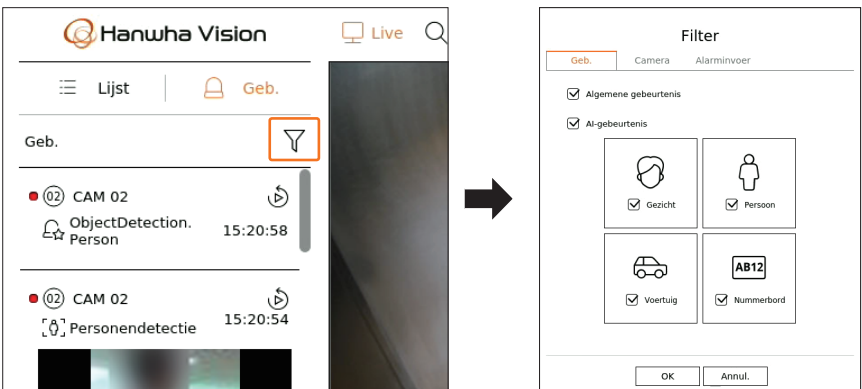 Hanwha Vision
Live
Lijst
Geb.
Geb.
02 CAM 02
ObjectDetection.
Person
15:20:58
02 CAM 02
Personendetectie
15:20:54
Filter
Geb. Camera Alarminvoer
Algemene gebeurtenis
AI-gebeurtenis
Gezicht
Persoon
AB12
Voertuig
Nummerbord
OK
Annul.